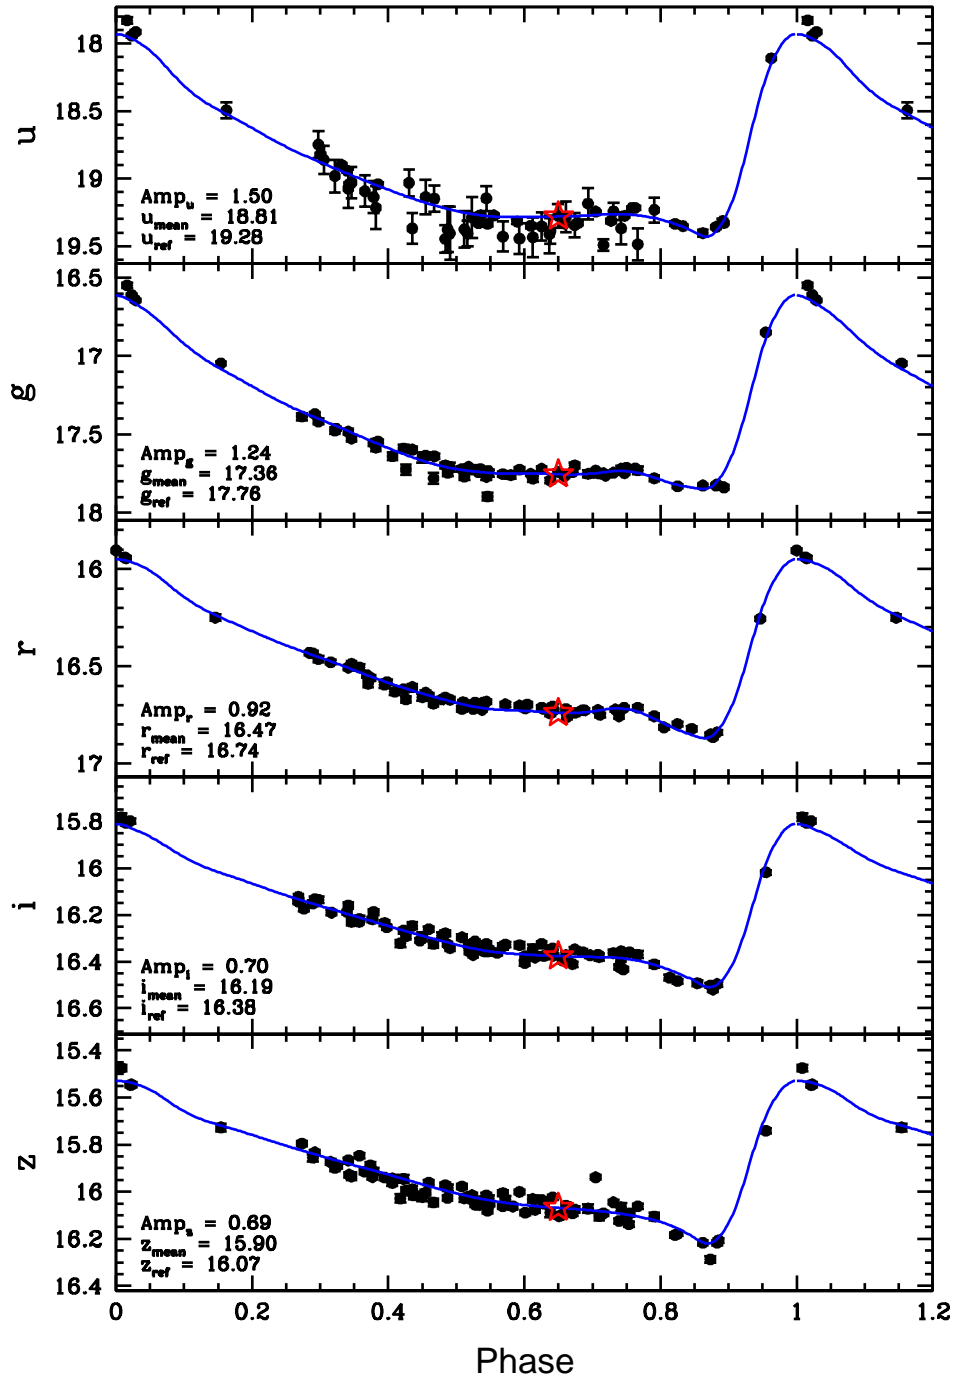 18
18.5
19
19.5
u
Amp_u = 1.50
u_mean = 18.81
u_ref = 19.28
16.5
17
17.5
18
g
Amp_g = 1.24
g_mean = 17.36
g_ref = 17.76
16
16.5
17
r
Amp_r = 0.92
r_mean = 16.47
r_ref = 16.74
15.8
16
16.2
16.4
16.6
i
Amp_i = 0.70
i_mean = 16.19
i_ref = 16.38
15.4
15.6
15.8
16
16.2
16.4
z
Amp_z = 0.69
z_mean = 15.90
z_ref = 16.07
0 0.2 0.4 0.6 0.8 1 1.2
Phase